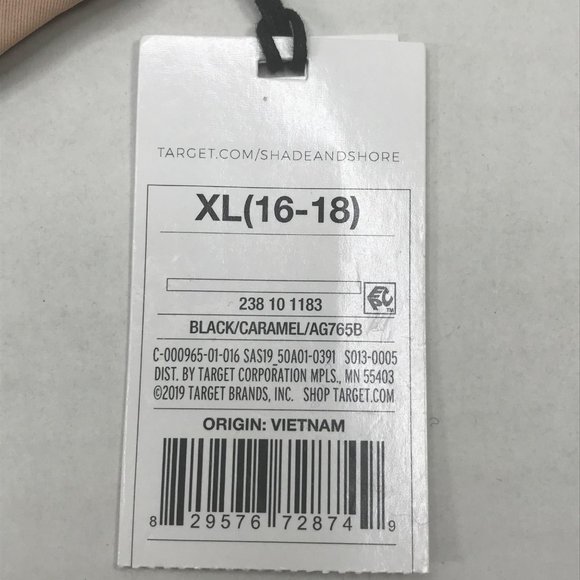 TARGET.COM/SHADEANDSHORE
XL(16-18)
238 10 1183
EPC TM
BLACK/CARAMEL/AG765B
C-000965-01-016 SAS19_50A01-0391 S013-0005
DIST. BY TARGET CORPORATION MPLS., MN 55403
©2019 TARGET BRANDS, INC. SHOP TARGET.COM
ORIGIN: VIETNAM
8 29576 72874 9